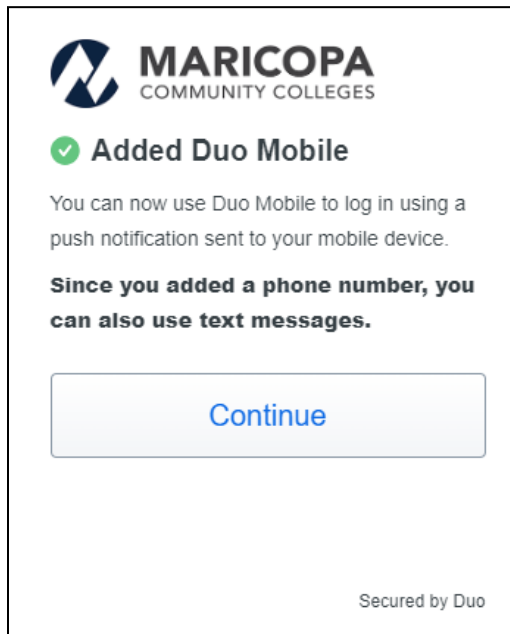 MARICOPA
COMMUNITY COLLEGES
Added Duo Mobile
You can now use Duo Mobile to log in using a
push notification sent to your mobile device.
Since you added a phone number, you
can also use text messages.
Continue
Secured by Duo